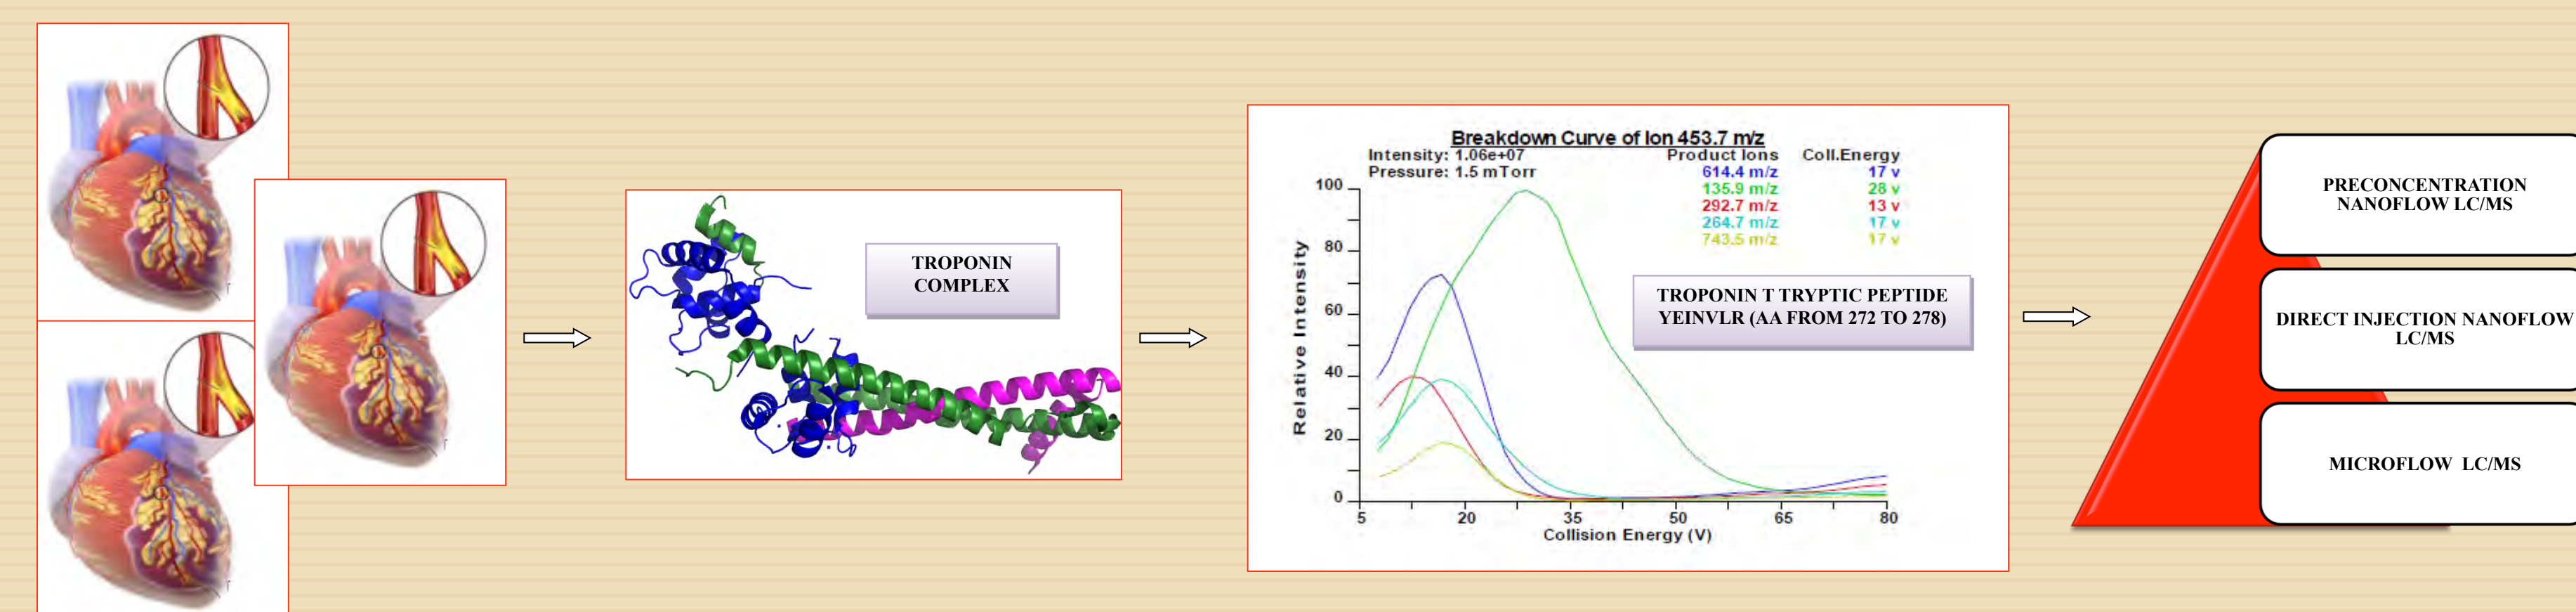 TROPONIN
COMPLEX
Breakdown Curve of Ion 453.7 m/z
Intensity: 1.06e+07 Product Ions Coll.Energy
Pressure: 1.5 mTorr 614.4 m/z 17 v
135.9 m/z 28 v
292.7 m/z 13 v
264.7 m/z 17 v
743.5 m/z 17 v
Relative Intensity
100
80
60
40
20
0
TROPONIN T TRYPTIC PEPTIDE
YEINVLR (AA FROM 272 TO 278)
5 20 35 50 65 80
Collision Energy (V)
PRECONCENTRATION
NANOFLOW LC/MS
DIRECT INJECTION NANOFLOW
LC/MS
MICROFLOW LC/MS